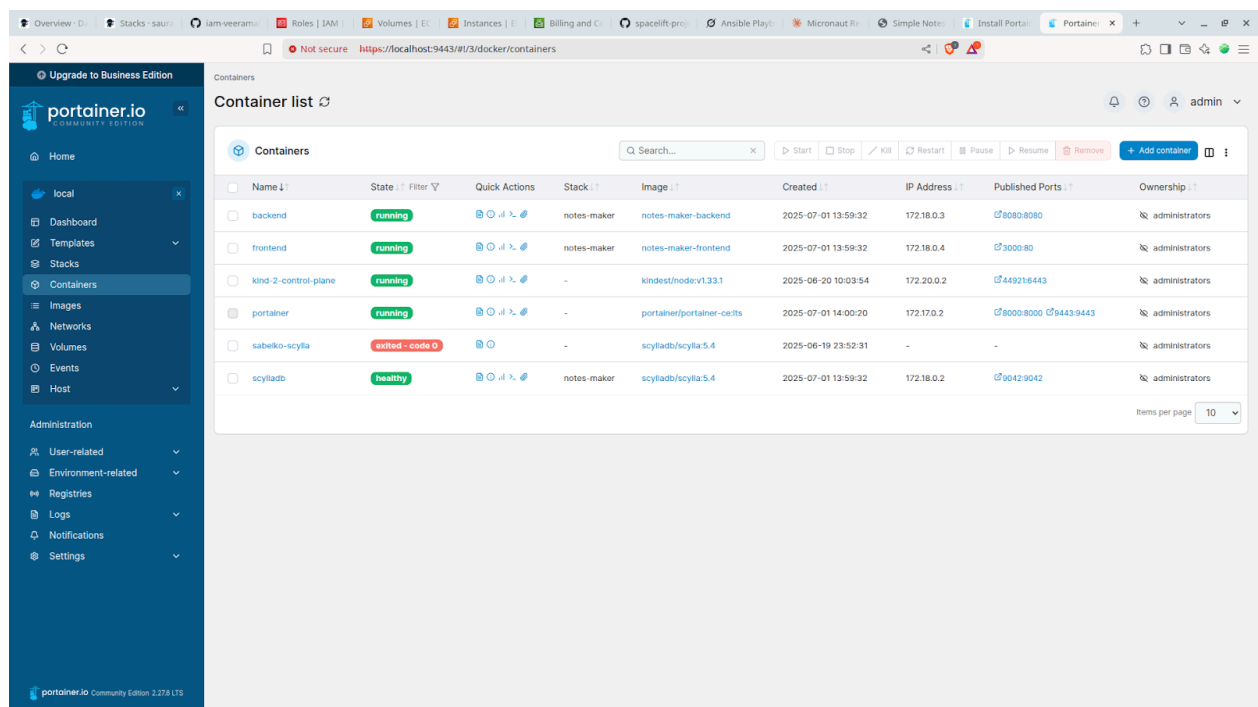 Overview · Da Stacks · saura iam-veerama Roles | IAM | Volumes | EC Instances | E Billing and Co spacelift-proj Ansible Playb Micronaut Re Simple Notes Install Portai Portainer
Not secure https://localhost:9443/#!/3/docker/containers
Upgrade to Business Edition
portainer.io
COMMUNITY EDITION
Home
local
Dashboard
Templates
Stacks
Containers
Images
Networks
Volumes
Events
Host
Administration
User-related
Environment-related
Registries
Logs
Notifications
Settings
portainer.io Community Edition 2.27.8 LTS
Containers
Container list
admin
Containers
Search... Start Stop Kill Restart Pause Resume Remove + Add container
Name State Filter Quick Actions Stack Image Created IP Address Published Ports Ownership
backend running notes-maker notes-maker-backend 2025-07-01 13:59:32 172.18.0.3 8080:8080 administrators
frontend running notes-maker notes-maker-frontend 2025-07-01 13:59:32 172.18.0.4 3000:80 administrators
kind-2-control-plane running - kindest/node:v1.33.1 2025-06-20 10:03:54 172.20.0.2 44921:6443 administrators
portainer running - portainer/portainer-ce:lts 2025-07-01 14:00:20 172.17.0.2 8000:8000 9443:9443 administrators
sabelko-scylla exited - code 0 - scylladb/scylla:5.4 2025-06-19 23:52:31 - - administrators
scylladb healthy notes-maker scylladb/scylla:5.4 2025-07-01 13:59:32 172.18.0.2 9042:9042 administrators
Items per page 10